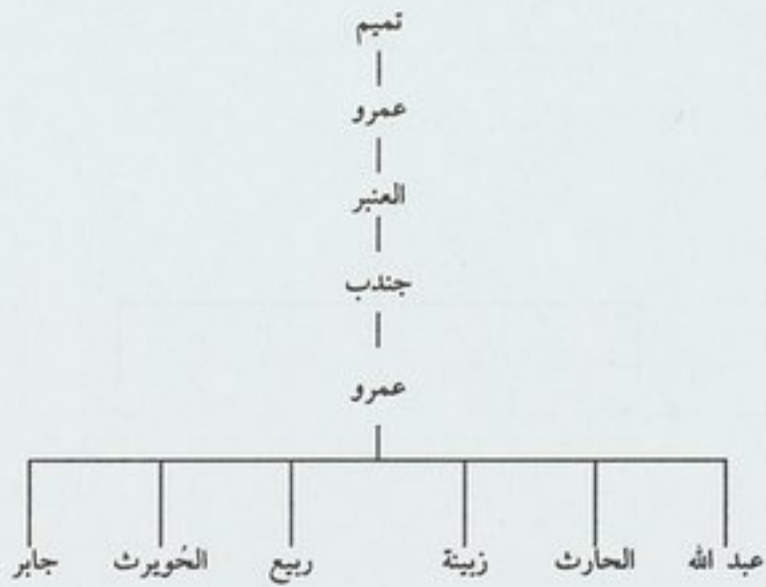 تميم
عمرو
العنبر
جندب
عمرو
عبد الله الحارث زبينة ربيع الحُويرث جابر